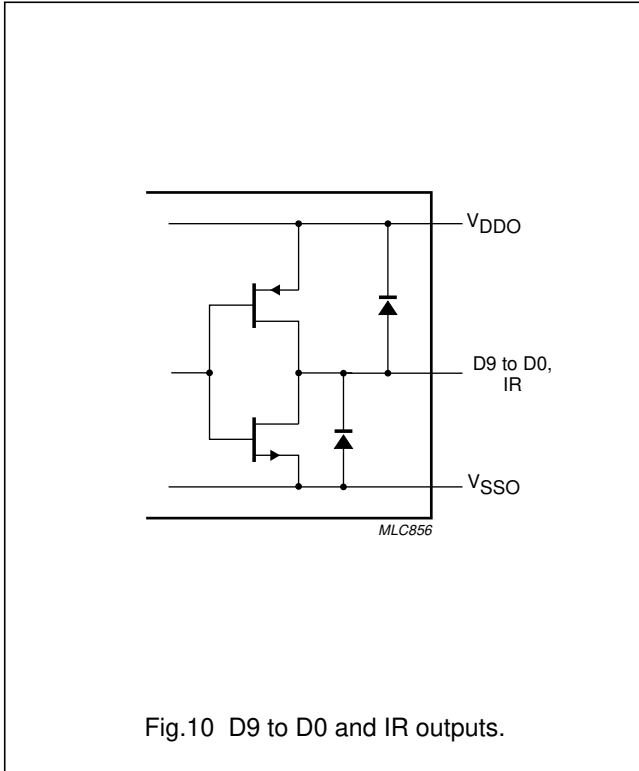 VDDO
D9 to D0,
IR
VSSO
MLC856
Fig.10 D9 to D0 and IR outputs.